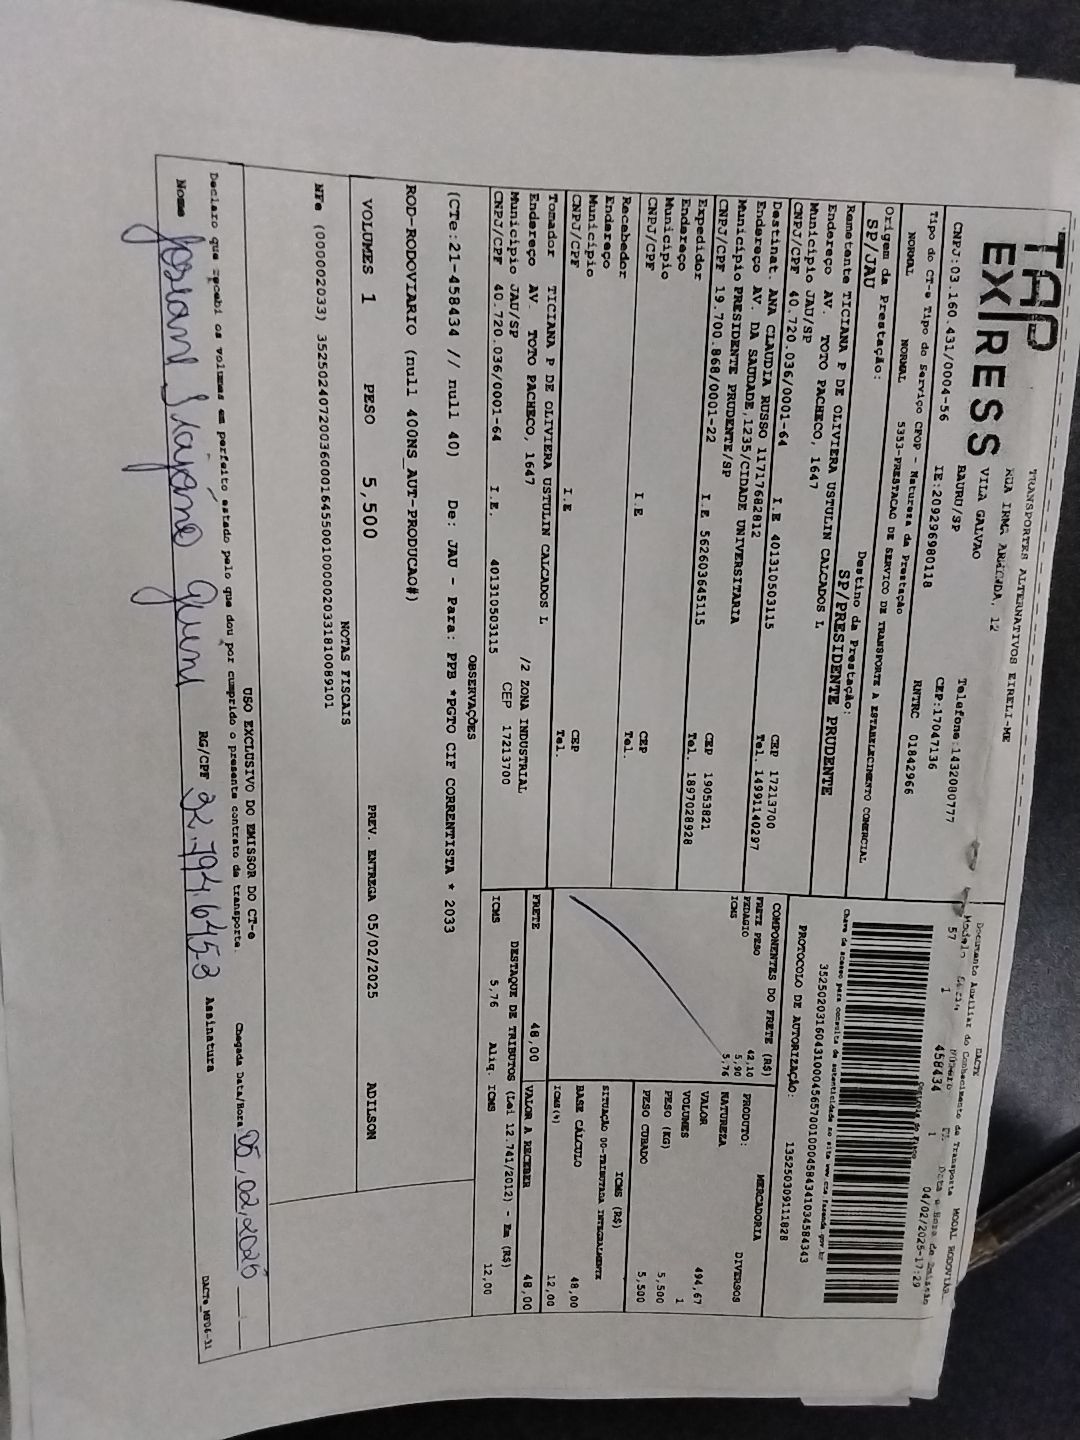 TRANSPORTES ALTERNATIVOS EIRELI-ME
TAP
EXPRESS
RUA IRMÃ ARMINDA, 12
VILA GALVAO
BAURU/SP
Telefone:1432080777
CEP:17047136
CNPJ:03.160.431/0004-56
IE:209296980118
RNTRC 01842966
DACTE
Documento Auxiliar do Conhecimento de Transporte
MODAL RODOVIAR
Modelo Série Número FL Data e Hora de Emissão
57 1 458434 1 04/02/2025-17:29
Controle do Fisco
Chave de acesso para consulta de autenticidade no site www.cte.fazenda.gov.br
35250203160431000456570010004584341034584343
PROTOCOLO DE AUTORIZAÇÃO: 135250309111828
Tipo do CT-e Tipo do Serviço CFOP - Natureza da Prestação
NORMAL NORMAL 5353-PRESTACAO DE SERVICO DE TRANSPORTE A ESTABELECIMENTO COMERCIAL
Origem da Prestação: Destino da Prestação:
SP/JAU SP/PRESIDENTE PRUDENTE
Remetente TICIANA P DE OLIVIERA USTULIN CALCADOS L
Endereço AV. TOTO PACHECO, 1647
Município JAU/SP CEP 17213700
CNPJ/CPF 40.720.036/0001-64 I.E 401310503115 Tel. 14991140297
Destinat. ANA CLAUDIA RUSSO 11717682812
Endereço AV. DA SAUDADE,1235/CIDADE UNIVERSITARIA
Município PRESIDENTE PRUDENTE/SP CEP 19053821
CNPJ/CPF 19.700.868/0001-22 I.E 562603645115 Tel. 1897028928
Expedidor
Endereço
Município CEP
CNPJ/CPF I.E Tel.
Recebedor
Endereço
Município CEP
CNPJ/CPF I.E Tel.
Tomador TICIANA P DE OLIVIERA USTULIN CALCADOS L
Endereço AV. TOTO PACHECO, 1647 /2 ZONA INDUSTRIAL
Município JAU/SP CEP 17213700
CNPJ/CPF 40.720.036/0001-64 I.E. 401310503115
COMPONENTES DO FRETE (R$)
FRETE PESO 42,10
PEDAGIO 5,90
ICMS 5,76
PRODUTO: MERCADORIA
NATUREZA DIVERSOS
VALOR 494,67
VOLUMES 1
PESO (KG) 5,500
PESO CUBADO 5,500
ICMS (R$)
SITUAÇÃO 00-TRIBUTADA INTEGRALMENTE
BASE CÁLCULO 48,00
ICMS(%) 12,00
FRETE 48,00 VALOR A RECEBER 48,00
DESTAQUE DE TRIBUTOS (Lei 12.741/2012) - Em (R$)
ICMS 5,76 Aliq. ICMS 12,00
OBSERVAÇÕES
(CTe:21-458434 // null 40) De: JAU - Para: PPB *PGTO CIF CORRENTISTA * 2033
ROD-RODOVIARIO (null 400NS_AUT-PRODUCAO#)
VOLUMES 1 PESO 5,500 PREV. ENTREGA 05/02/2025 ADILSON
NOTAS FISCAIS
NFe (000002033) 35250240720036000164550010000020331810089101
USO EXCLUSIVO DO EMISSOR DO CT-e
Declaro que recebi os volumes em perfeito estado pelo que dou por cumprido o presente contrato de transporte.
Chegada Data/Hora 05,02,2025
Nome RG/CPF 32.794.645-3 Assinatura
DACTe_MP06-11